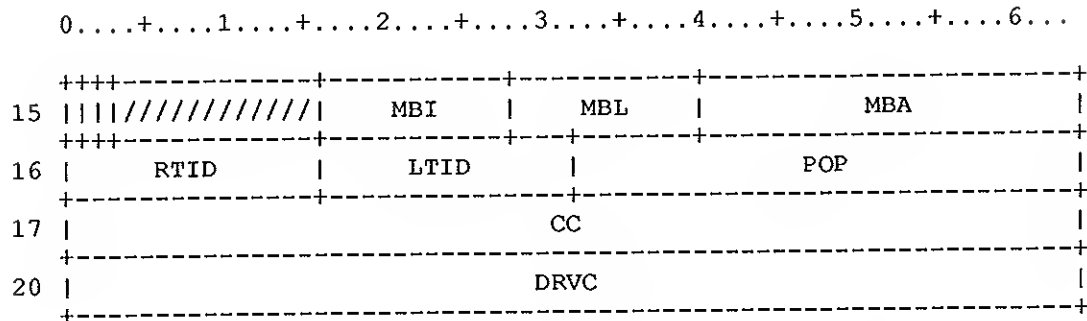 0....+....1....+....2....+....3....+....4....+....5....+....6...
++++------------+-----------+-----------+-----------------------+
15 ||||////////////| MBI | MBL | MBA |
++++------------+-----------+---+-------+-----------------------+
16 | RTID | LTID | POP |
+---------------+---------------+-------------------------------+
17 | CC |
+---------------------------------------------------------------+
20 | DRVC |
+---------------------------------------------------------------+